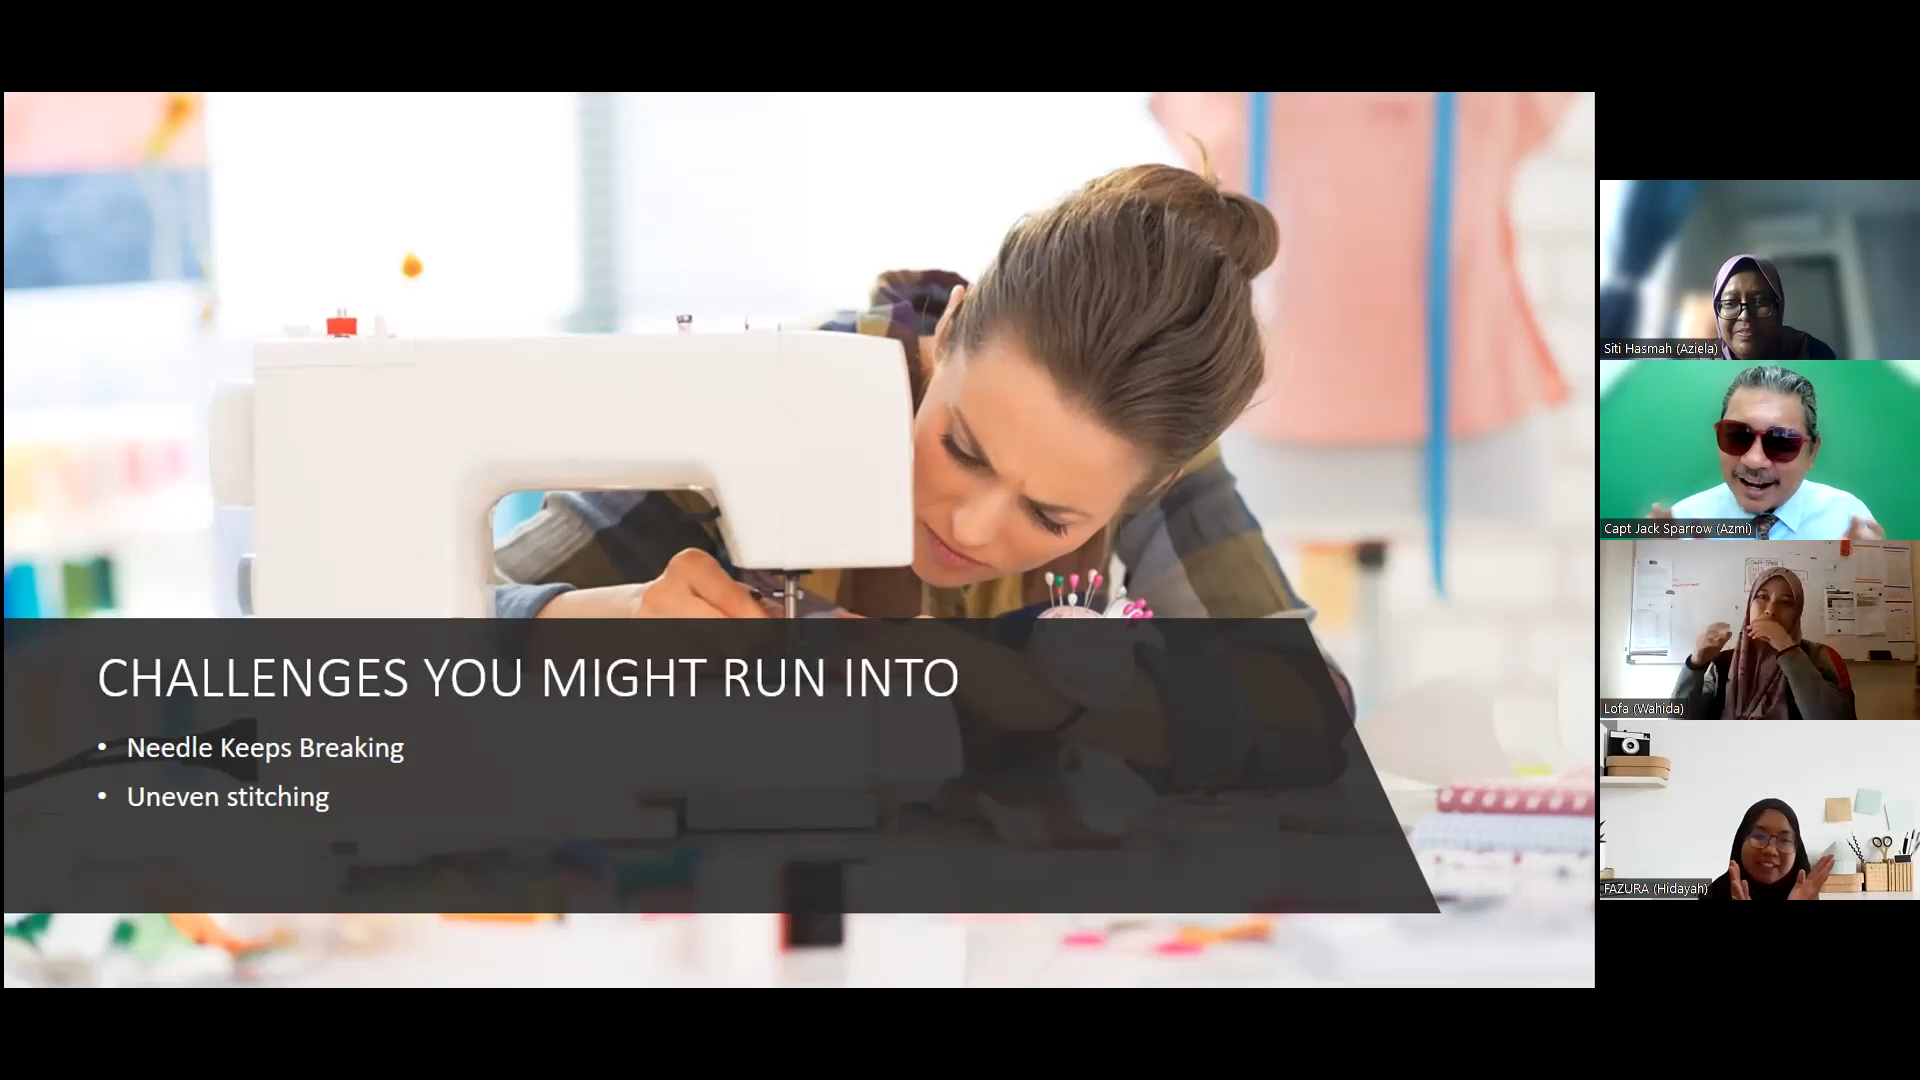 CHALLENGES YOU MIGHT RUN INTO
• Needle Keeps Breaking
• Uneven stitching
Siti Hasmah (Aziela)
Capt Jack Sparrow (Azmi)
Lofa (Wahida)
FAZURA (Hidayah)